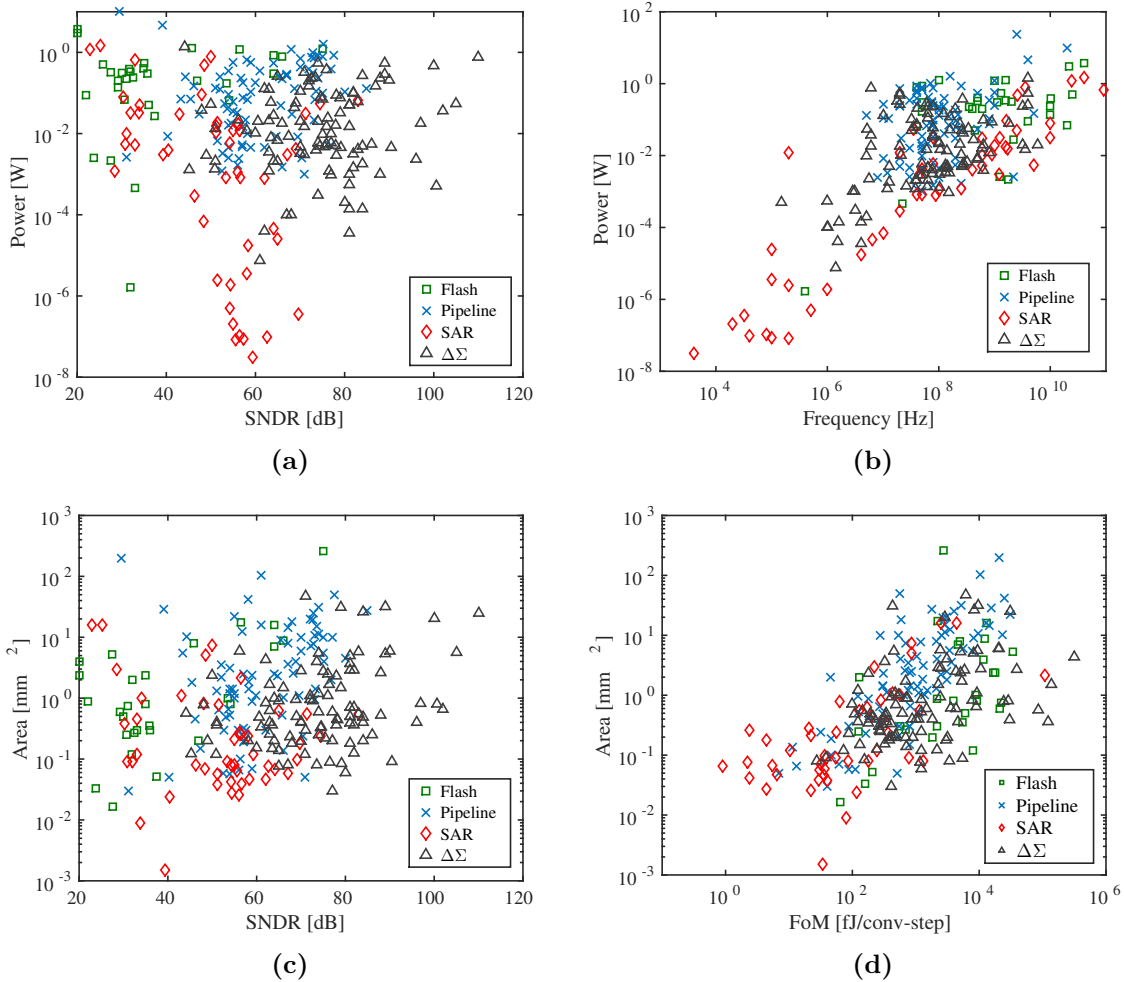 10^0
10^-2
10^-4
10^-6
10^-8
Power [W]
20 40 60 80 100 120
SNDR [dB]
Flash
Pipeline
SAR
ΔΣ
(a)
10^2
10^0
10^-2
10^-4
10^-6
10^-8
Power [W]
10^4 10^6 10^8 10^10
Frequency [Hz]
Flash
Pipeline
SAR
ΔΣ
(b)
10^3
10^2
10^1
10^0
10^-1
10^-2
10^-3
Area [mm^2]
20 40 60 80 100 120
SNDR [dB]
Flash
Pipeline
SAR
ΔΣ
(c)
10^3
10^2
10^1
10^0
10^-1
10^-2
10^-3
Area [mm^2]
10^0 10^2 10^4 10^6
FoM [fJ/conv-step]
Flash
Pipeline
SAR
ΔΣ
(d)